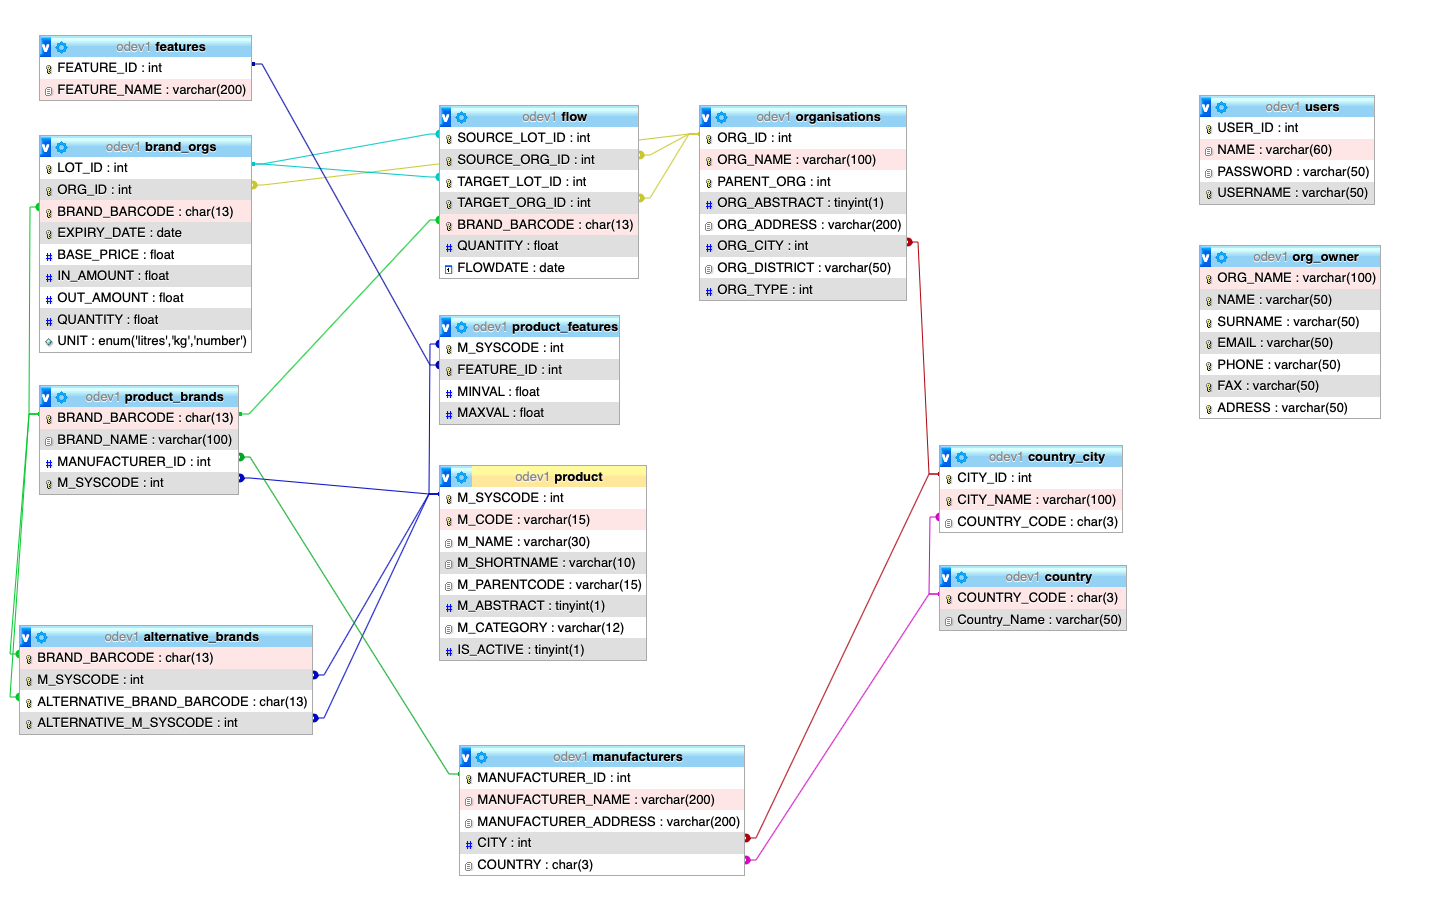 odev1 features
FEATURE_ID : int
FEATURE_NAME : varchar(200)
odev1 brand_orgs
LOT_ID : int
ORG_ID : int
BRAND_BARCODE : char(13)
EXPIRY_DATE : date
BASE_PRICE : float
IN_AMOUNT : float
OUT_AMOUNT : float
QUANTITY : float
UNIT : enum('litres','kg','number')
odev1 product_brands
BRAND_BARCODE : char(13)
BRAND_NAME : varchar(100)
MANUFACTURER_ID : int
M_SYSCODE : int
odev1 alternative_brands
BRAND_BARCODE : char(13)
M_SYSCODE : int
ALTERNATIVE_BRAND_BARCODE : char(13)
ALTERNATIVE_M_SYSCODE : int
odev1 flow
SOURCE_LOT_ID : int
SOURCE_ORG_ID : int
TARGET_LOT_ID : int
TARGET_ORG_ID : int
BRAND_BARCODE : char(13)
QUANTITY : float
FLOWDATE : date
odev1 product_features
M_SYSCODE : int
FEATURE_ID : int
MINVAL : float
MAXVAL : float
odev1 product
M_SYSCODE : int
M_CODE : varchar(15)
M_NAME : varchar(30)
M_SHORTNAME : varchar(10)
M_PARENTCODE : varchar(15)
M_ABSTRACT : tinyint(1)
M_CATEGORY : varchar(12)
IS_ACTIVE : tinyint(1)
odev1 manufacturers
MANUFACTURER_ID : int
MANUFACTURER_NAME : varchar(200)
MANUFACTURER_ADDRESS : varchar(200)
CITY : int
COUNTRY : char(3)
odev1 organisations
ORG_ID : int
ORG_NAME : varchar(100)
PARENT_ORG : int
ORG_ABSTRACT : tinyint(1)
ORG_ADDRESS : varchar(200)
ORG_CITY : int
ORG_DISTRICT : varchar(50)
ORG_TYPE : int
odev1 country_city
CITY_ID : int
CITY_NAME : varchar(100)
COUNTRY_CODE : char(3)
odev1 country
COUNTRY_CODE : char(3)
Country_Name : varchar(50)
odev1 users
USER_ID : int
NAME : varchar(60)
PASSWORD : varchar(50)
USERNAME : varchar(50)
odev1 org_owner
ORG_NAME : varchar(100)
NAME : varchar(50)
SURNAME : varchar(50)
EMAIL : varchar(50)
PHONE : varchar(50)
FAX : varchar(50)
ADRESS : varchar(50)